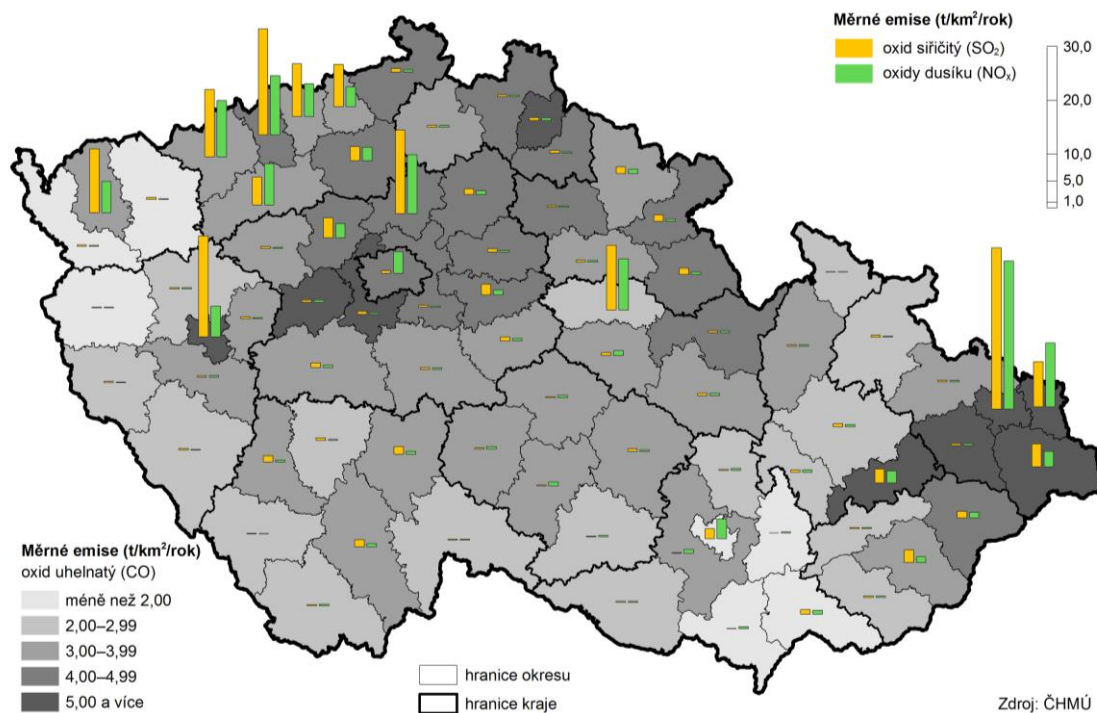 Měrné emise (t/km²/rok)
oxid siřičitý (SO₂)
oxidy dusíku (NOₓ)
30,0
20,0
10,0
5,0
1,0
Měrné emise (t/km²/rok)
oxid uhelnatý (CO)
méně než 2,00
2,00–2,99
3,00–3,99
4,00–4,99
5,00 a více
hranice okresu
hranice kraje
Zdroj: ČHMÚ